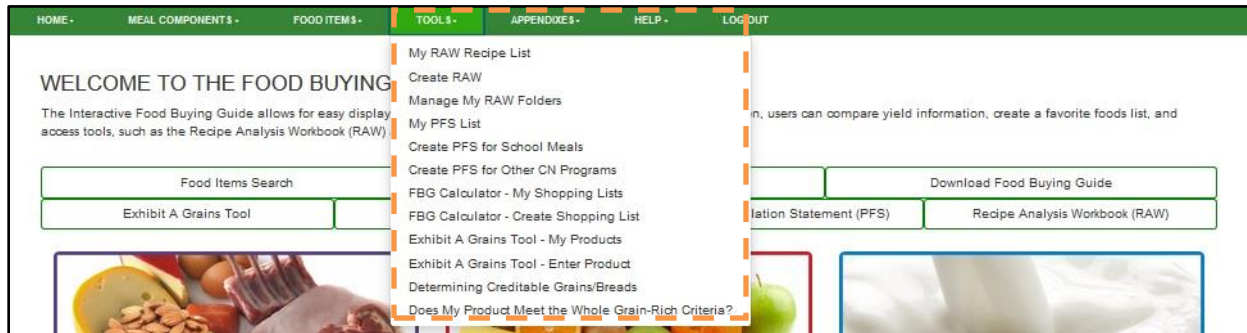 HOME- MEAL COMPONENTS- FOOD ITEMS- TOOLS- APPENDIXES- HELP- LOG OUT
WELCOME TO THE FOOD BUYING
The Interactive Food Buying Guide allows for easy display
users can compare yield information, create a favorite foods list, and
access tools, such as the Recipe Analysis Workbook (RAW)
My RAW Recipe List
Create RAW
Manage My RAW Folders
My PFS List
Create PFS for School Meals
Create PFS for Other CN Programs
FBG Calculator - My Shopping Lists
FBG Calculator - Create Shopping List
Exhibit A Grains Tool - My Products
Exhibit A Grains Tool - Enter Product
Determining Creditable Grains/Breads
Does My Product Meet the Whole Grain-Rich Criteria?
Food Items Search
Download Food Buying Guide
Exhibit A Grains Tool
Statement (PFS)
Recipe Analysis Workbook (RAW)